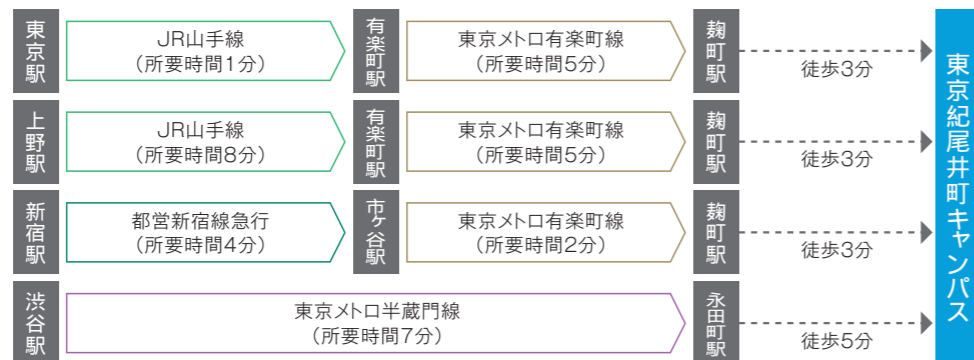 東京駅
JR山手線
(所要時間1分)
有楽町駅
東京メトロ有楽町線
(所要時間5分)
麹町駅
徒歩3分
上野駅
JR山手線
(所要時間8分)
有楽町駅
東京メトロ有楽町線
(所要時間5分)
麹町駅
徒歩3分
新宿駅
都営新宿線急行
(所要時間4分)
市ヶ谷駅
東京メトロ有楽町線
(所要時間2分)
麹町駅
徒歩3分
渋谷駅
東京メトロ半蔵門線
(所要時間7分)
永田町駅
徒歩5分
東京紀尾井町キャンパス